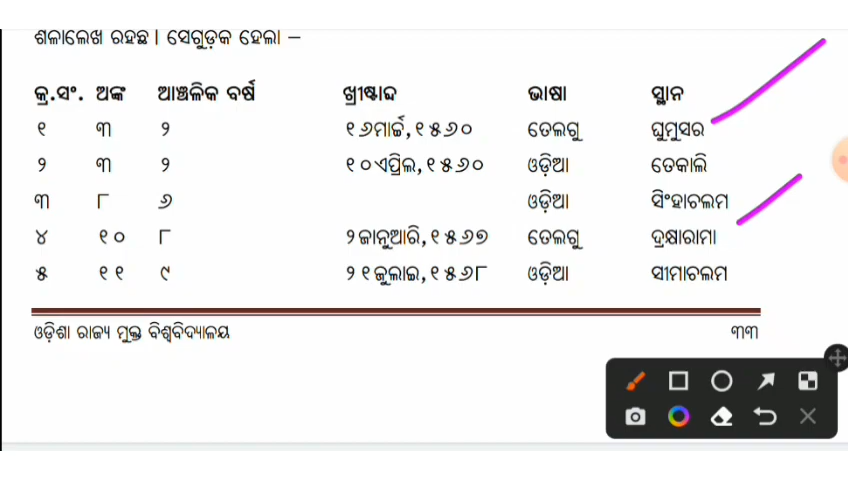 ଶଳାଲେଖ ରହଛି । ସେଗୁଡ଼ିକ ହେଲା –
କ୍ର.ସଂ. ଅଙ୍କ ଆଞ୍ଚଳିକ ବର୍ଷ ଖ୍ରୀଷ୍ଟାବ୍ଦ ଭାଷା ସ୍ଥାନ
୧ ୩ ୨ ୧୬ମାର୍ଚ୍ଚ,୧୫୬୦ ତେଲଗୁ ଘୁମୁସର
୨ ୩ ୨ ୧୦ଏପ୍ରିଲ,୧୫୬୦ ଓଡ଼ିଆ ତେକାଲି
୩ ୮ ୬ ଓଡ଼ିଆ ସିଂହାଚଲମ
୪ ୧୦ ୮ ୨ଜାନୁଆରି,୧୫୬୭ ତେଲଗୁ ଦ୍ରକ୍ଷାରାମା
୫ ୧୧ ୯ ୨୧ଜୁଲାଇ,୧୫୬୮ ଓଡ଼ିଆ ସୀମାଚଲମ
ଓଡ଼ିଶା ରାଜ୍ୟ ମୁକ୍ତ ବିଶ୍ୱବିଦ୍ୟାଳୟ ୩୩